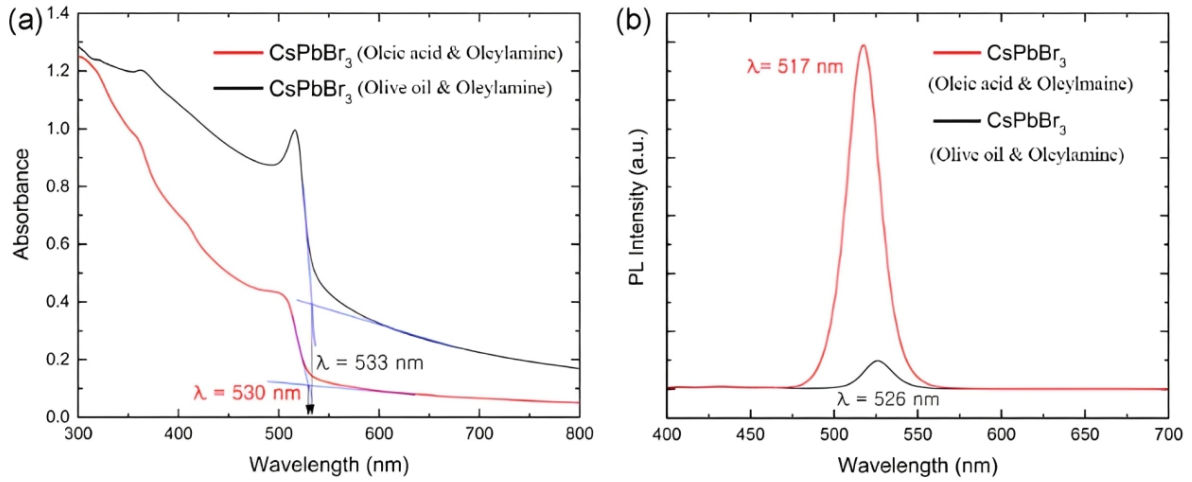 (a)
1.4
1.2
1.0
0.8
0.6
0.4
0.2
0.0
Absorbance
CsPbBr3 (Oleic acid & Oleylamine)
CsPbBr3 (Olive oil & Oleylamine)
λ = 533 nm
λ = 530 nm
300 400 500 600 700 800
Wavelength (nm)
(b)
PL Intensity (a.u.)
λ= 517 nm
CsPbBr3
(Oleic acid & Oleylmaine)
CsPbBr3
(Olive oil & Oleylamine)
λ = 526 nm
400 450 500 550 600 650 700
Wavelength (nm)